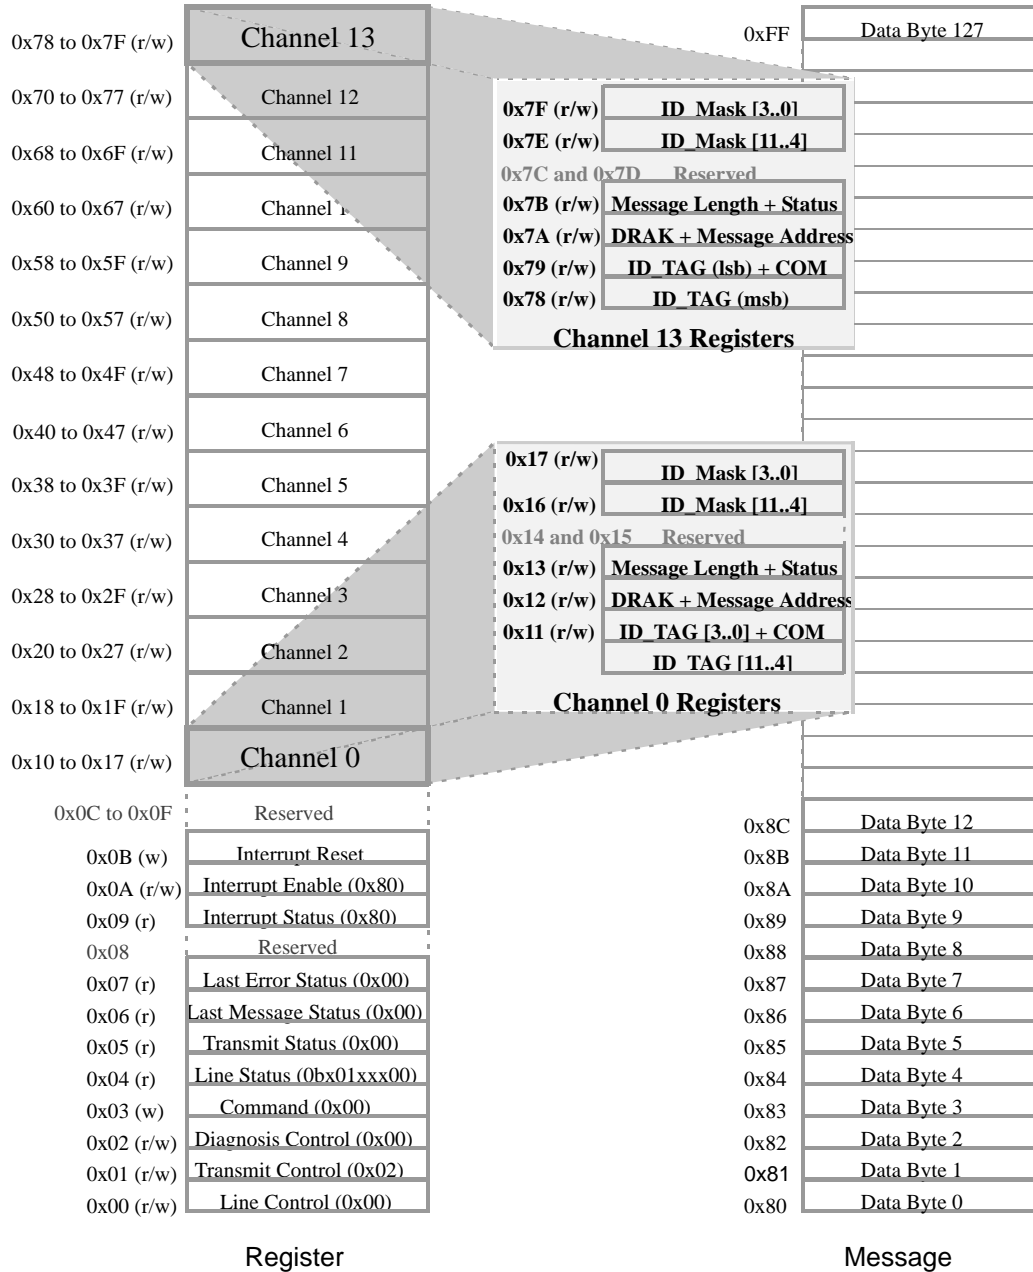 0x78 to 0x7F (r/w) Channel 13
0x70 to 0x77 (r/w) Channel 12
0x68 to 0x6F (r/w) Channel 11
0x60 to 0x67 (r/w) Channel 1
0x58 to 0x5F (r/w) Channel 9
0x50 to 0x57 (r/w) Channel 8
0x48 to 0x4F (r/w) Channel 7
0x40 to 0x47 (r/w) Channel 6
0x38 to 0x3F (r/w) Channel 5
0x30 to 0x37 (r/w) Channel 4
0x28 to 0x2F (r/w) Channel 3
0x20 to 0x27 (r/w) Channel 2
0x18 to 0x1F (r/w) Channel 1
0x10 to 0x17 (r/w) Channel 0
0x0C to 0x0F Reserved
0x0B (w) Interrupt Reset
0x0A (r/w) Interrupt Enable (0x80)
0x09 (r) Interrupt Status (0x80)
0x08 Reserved
0x07 (r) Last Error Status (0x00)
0x06 (r) Last Message Status (0x00)
0x05 (r) Transmit Status (0x00)
0x04 (r) Line Status (0bx01xxx00)
0x03 (w) Command (0x00)
0x02 (r/w) Diagnosis Control (0x00)
0x01 (r/w) Transmit Control (0x02)
0x00 (r/w) Line Control (0x00)
Register
0x7F (r/w) ID_Mask [3..0]
0x7E (r/w) ID_Mask [11..4]
0x7C and 0x7D Reserved
0x7B (r/w) Message Length + Status
0x7A (r/w) DRAK + Message Address
0x79 (r/w) ID_TAG (lsb) + COM
0x78 (r/w) ID_TAG (msb)
Channel 13 Registers
0x17 (r/w) ID_Mask [3..0]
0x16 (r/w) ID_Mask [11..4]
0x14 and 0x15 Reserved
0x13 (r/w) Message Length + Status
0x12 (r/w) DRAK + Message Address
0x11 (r/w) ID_TAG [3..0] + COM
ID_TAG [11..4]
Channel 0 Registers
0xFF Data Byte 127
0x8C Data Byte 12
0x8B Data Byte 11
0x8A Data Byte 10
0x89 Data Byte 9
0x88 Data Byte 8
0x87 Data Byte 7
0x86 Data Byte 6
0x85 Data Byte 5
0x84 Data Byte 4
0x83 Data Byte 3
0x82 Data Byte 2
0x81 Data Byte 1
0x80 Data Byte 0
Message